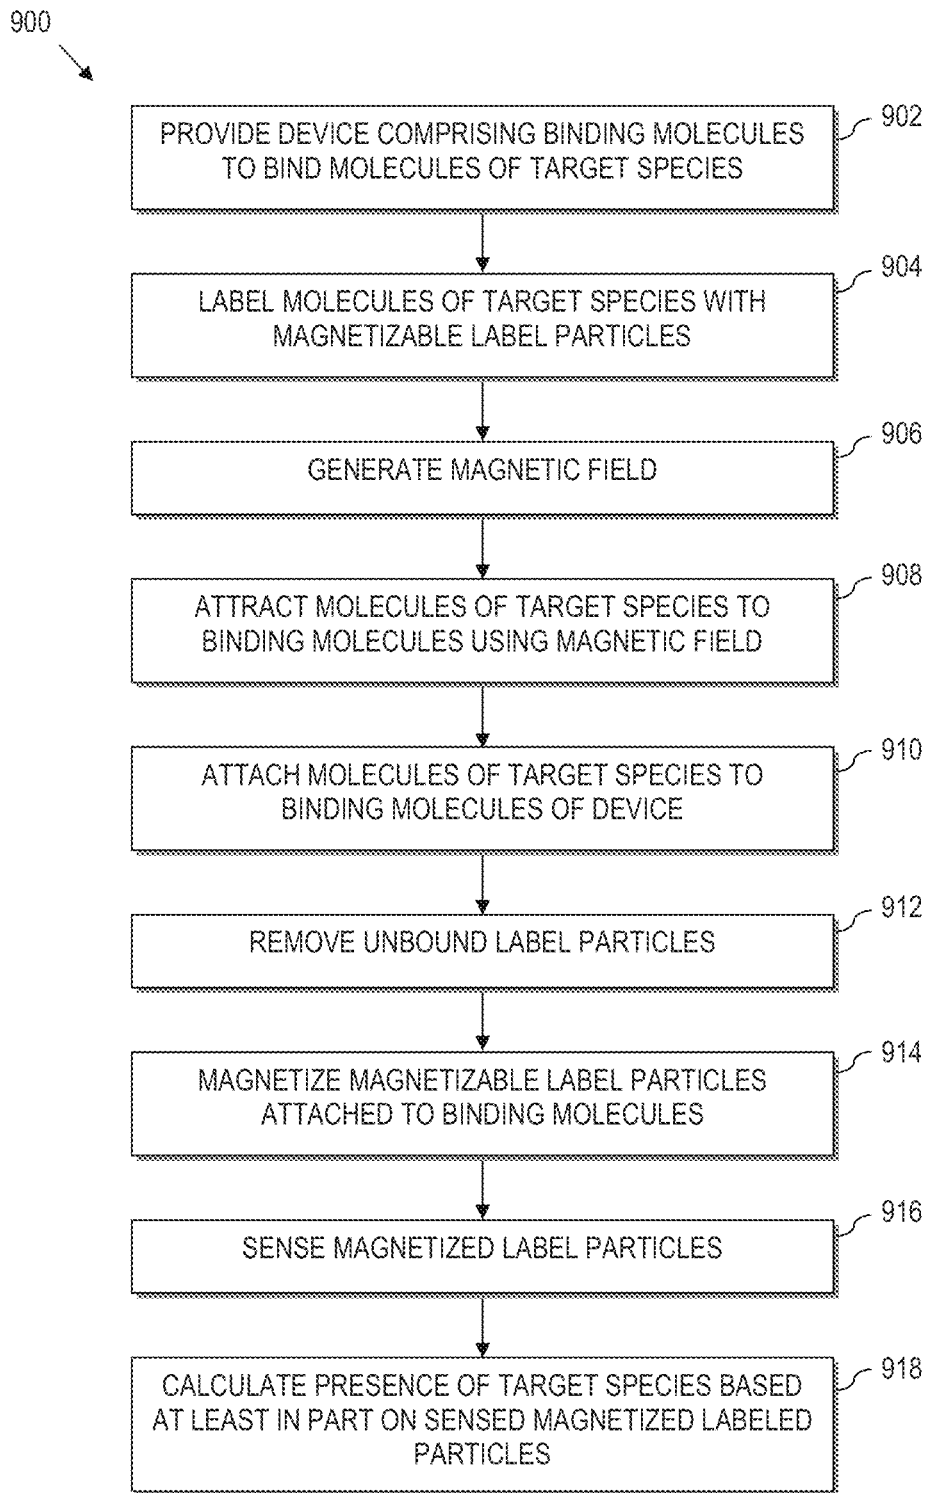 900
902
PROVIDE DEVICE COMPRISING BINDING MOLECULES
TO BIND MOLECULES OF TARGET SPECIES
904
LABEL MOLECULES OF TARGET SPECIES WITH
MAGNETIZABLE LABEL PARTICLES
906
GENERATE MAGNETIC FIELD
908
ATTRACT MOLECULES OF TARGET SPECIES TO
BINDING MOLECULES USING MAGNETIC FIELD
910
ATTACH MOLECULES OF TARGET SPECIES TO
BINDING MOLECULES OF DEVICE
912
REMOVE UNBOUND LABEL PARTICLES
914
MAGNETIZE MAGNETIZABLE LABEL PARTICLES
ATTACHED TO BINDING MOLECULES
916
SENSE MAGNETIZED LABEL PARTICLES
918
CALCULATE PRESENCE OF TARGET SPECIES BASED
AT LEAST IN PART ON SENSED MAGNETIZED LABELED
PARTICLES